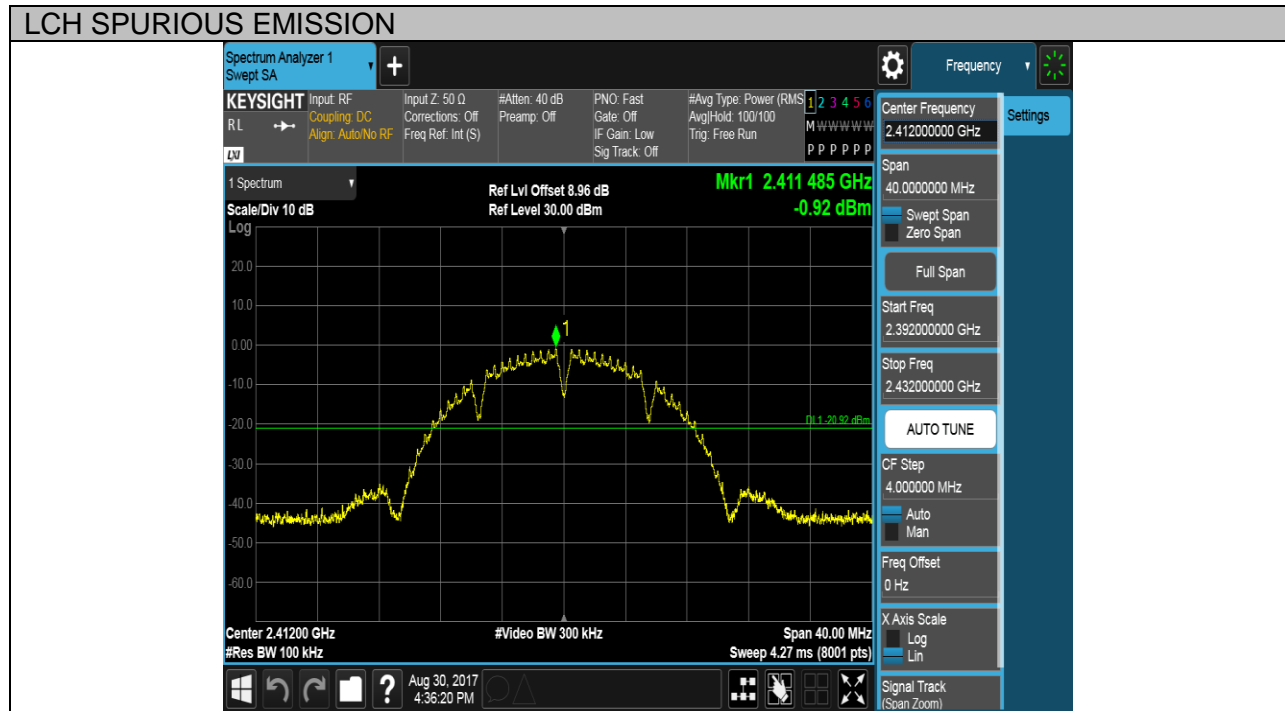 LCH SPURIOUS EMISSION
Spectrum Analyzer 1
Swept SA
Frequency
KEYSIGHT
RL
LXI
Input: RF
Coupling: DC
Align: Auto/No RF
Input Z: 50 Ω
Corrections: Off
Freq Ref: Int (S)
#Atten: 40 dB
Preamp: Off
PNO: Fast
Gate: Off
IF Gain: Low
Sig Track: Off
#Avg Type: Power (RMS
Avg|Hold: 100/100
Trig: Free Run
1 2 3 4 5 6
M W W W W W
P P P P P P
1 Spectrum
Scale/Div 10 dB
Ref Lvl Offset 8.96 dB
Ref Level 30.00 dBm
Mkr1 2.411 485 GHz
-0.92 dBm
Log
20.0
10.0
0.00
-10.0
-20.0
-30.0
-40.0
-50.0
-60.0
1
DL1 -20.92 dBm
Center 2.41200 GHz
#Res BW 100 kHz
#Video BW 300 kHz
Span 40.00 MHz
Sweep 4.27 ms (8001 pts)
?
Aug 30, 2017
4:36:20 PM
Center Frequency
2.412000000 GHz
Settings
Span
40.0000000 MHz
Swept Span
Zero Span
Full Span
Start Freq
2.392000000 GHz
Stop Freq
2.432000000 GHz
AUTO TUNE
CF Step
4.000000 MHz
Auto
Man
Freq Offset
0 Hz
X Axis Scale
Log
Lin
Signal Track
(Span Zoom)